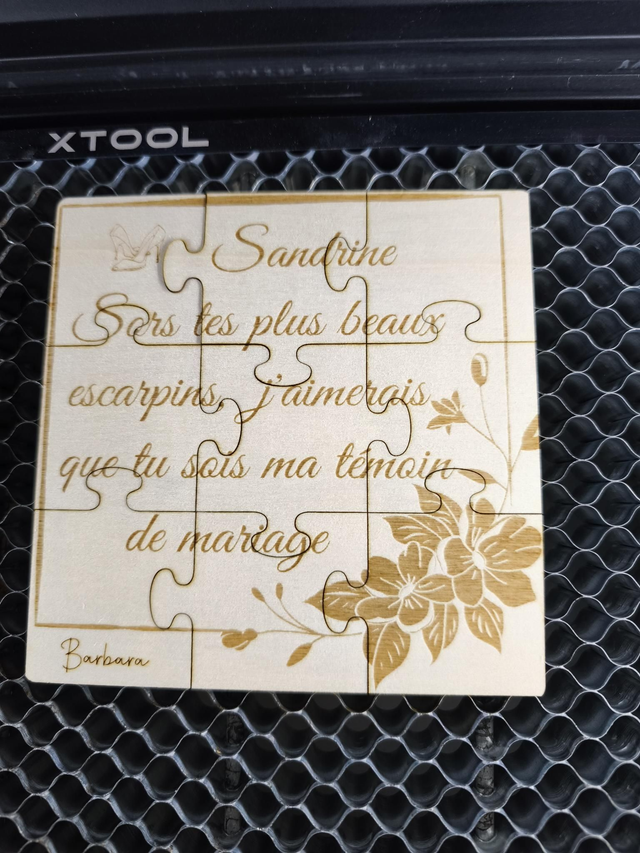 XTOOL
Sandrine
Sors tes plus beaux
escarpins, j'aimerais
que tu sois ma témoin
de mariage
Barbara